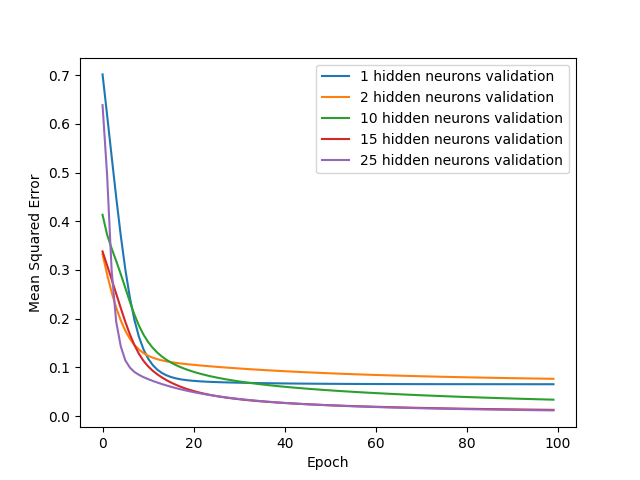 1 hidden neurons validation
2 hidden neurons validation
10 hidden neurons validation
15 hidden neurons validation
25 hidden neurons validation
Mean Squared Error
0.7
0.6
0.5
0.4
0.3
0.2
0.1
0.0
0 20 40 60 80 100
Epoch